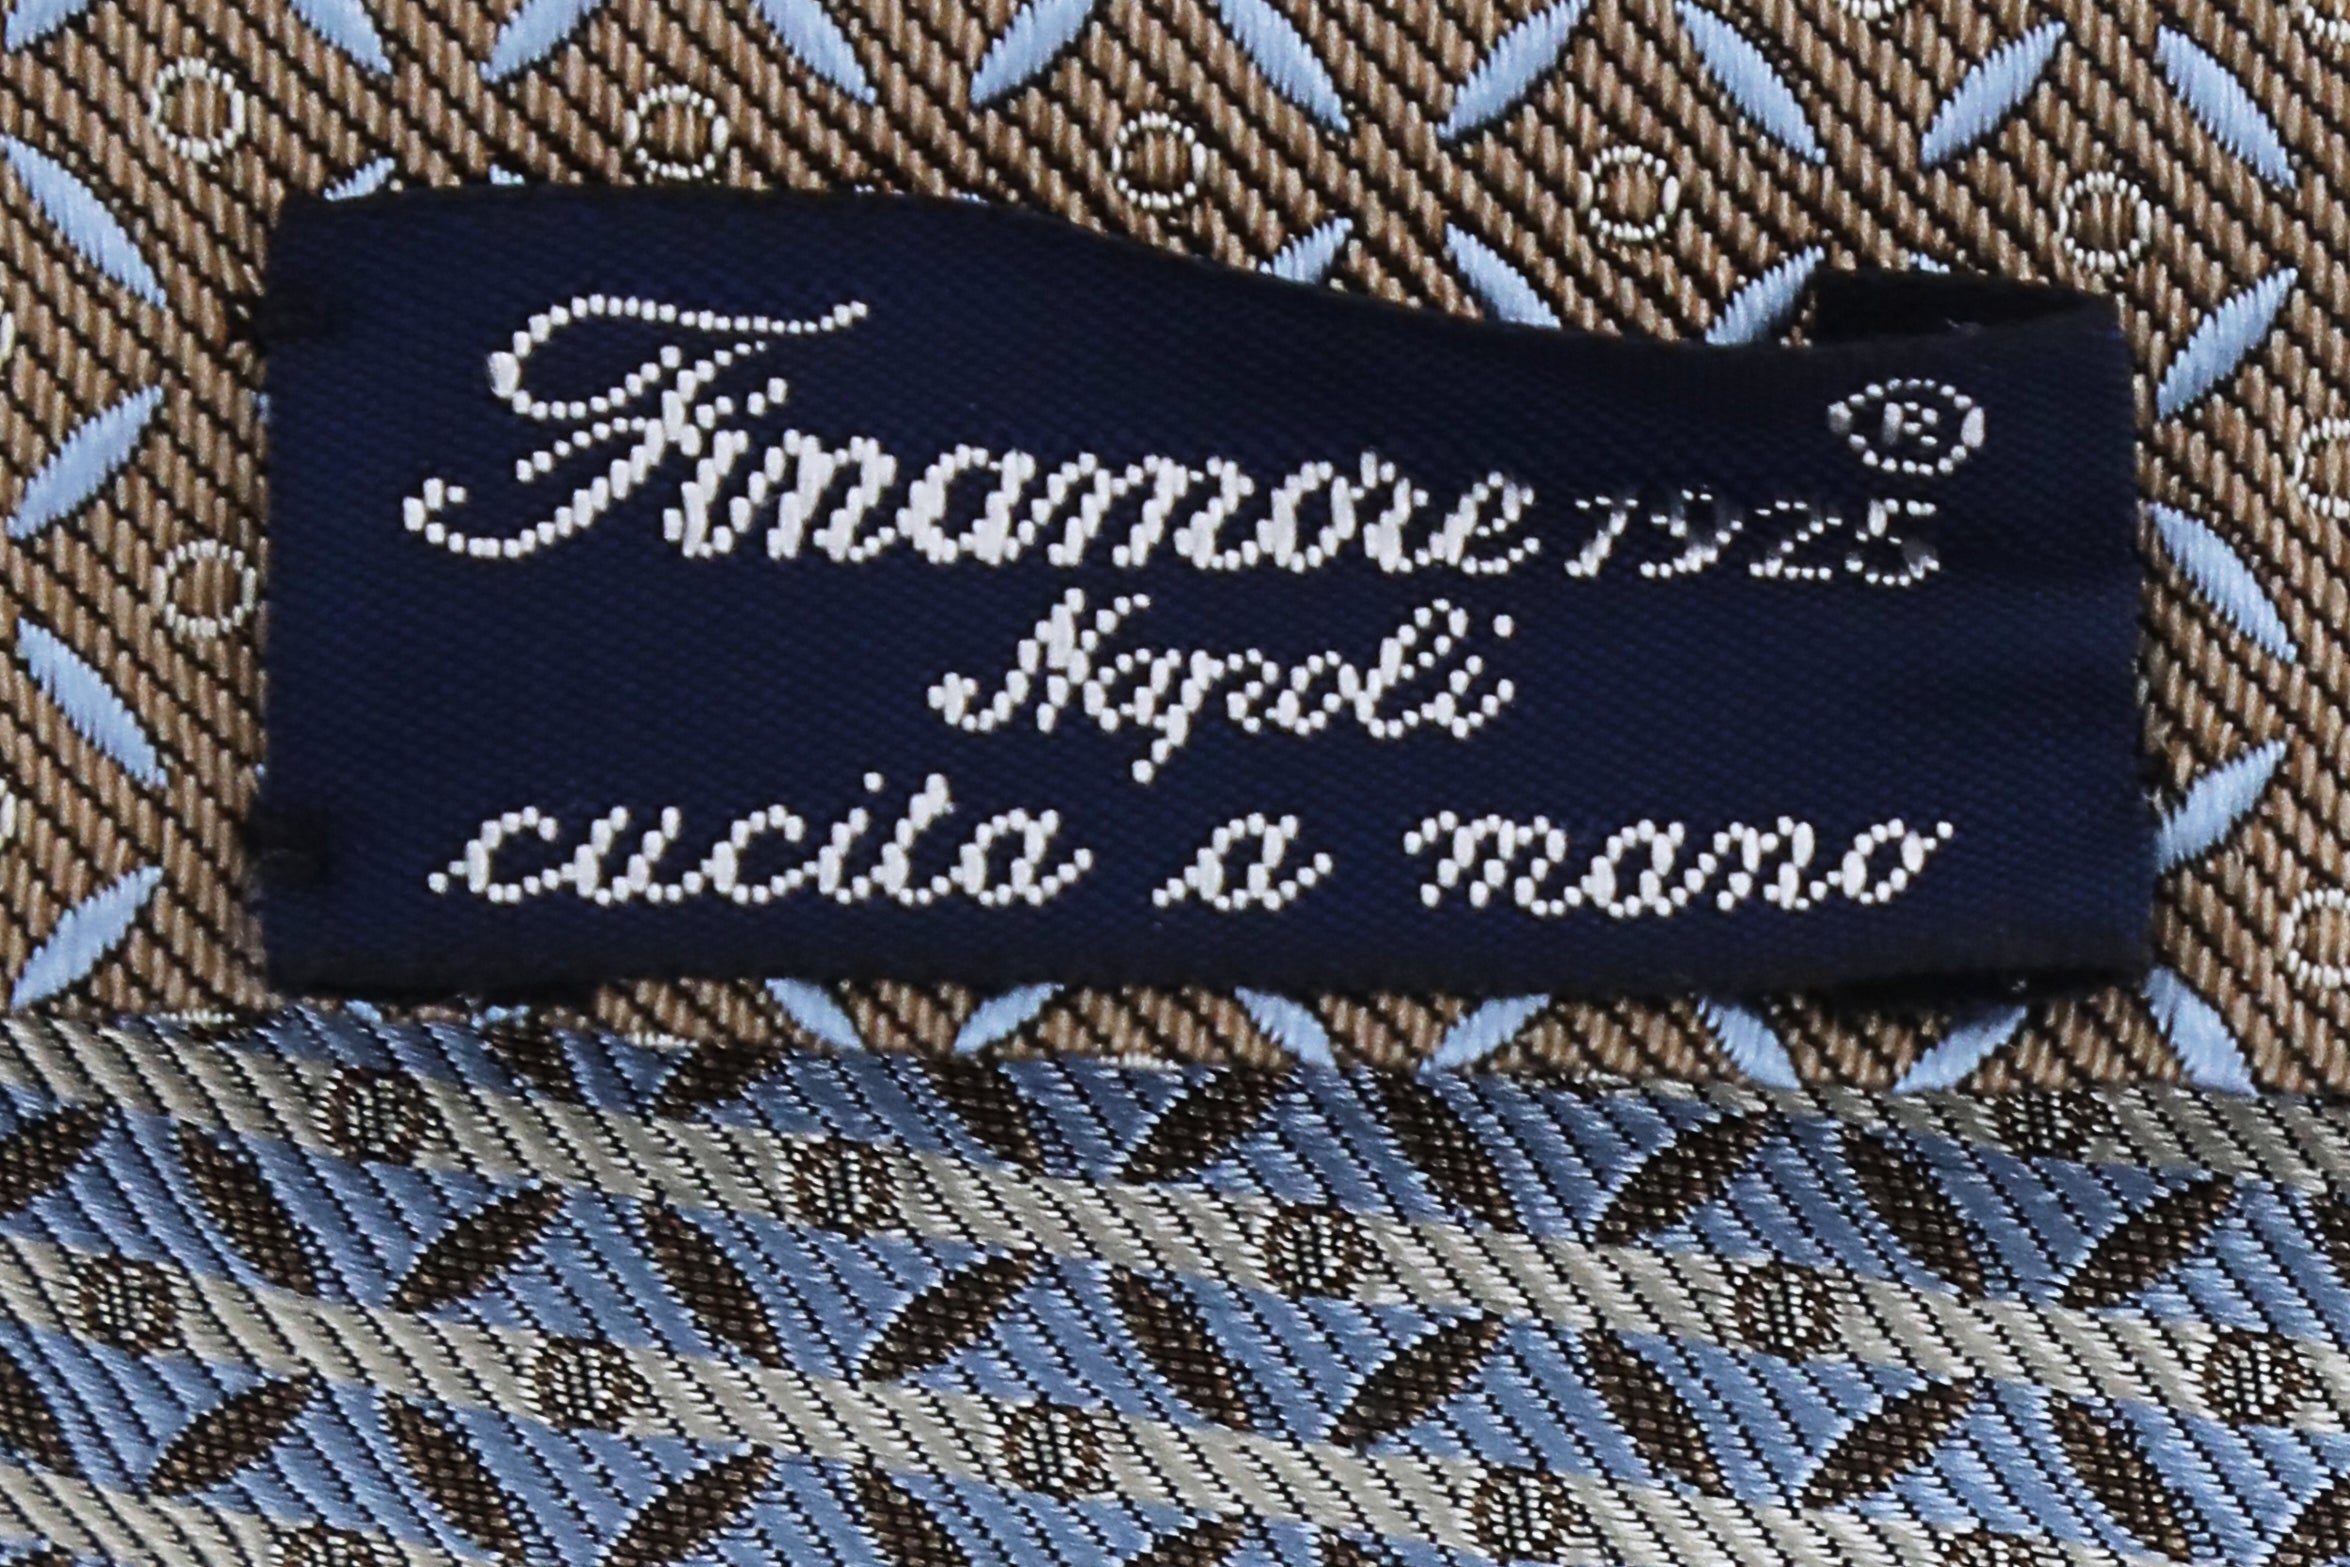 Finamore 1925 ®
Napoli
cucita a mano